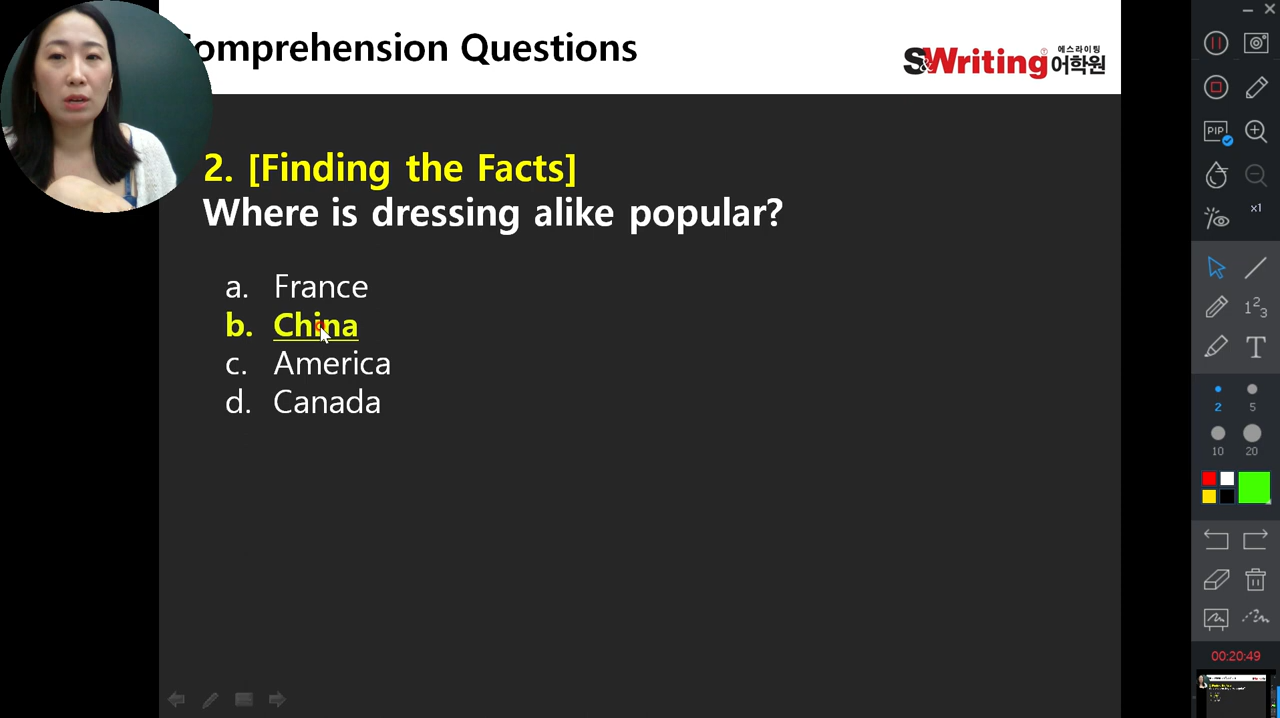 omprehension Questions
S&Writing 에스라이팅 어학원
2. [Finding the Facts]
Where is dressing alike popular?
a. France
b. China
c. America
d. Canada
PIP
x1
1 2 3
T
2 5
10 20
00:20:49